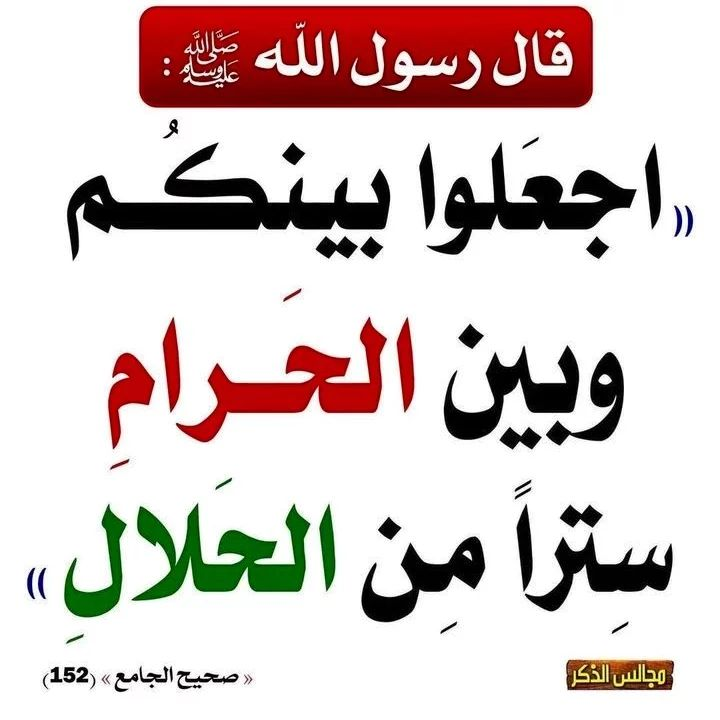 قال رسول الله ﷺ :
(( اجعَلوا بينكُم
وبين الحَرامِ
سِتراً مِن الحَلالِ ))
« صحيح الجامع » (152)
مجالس الذكر